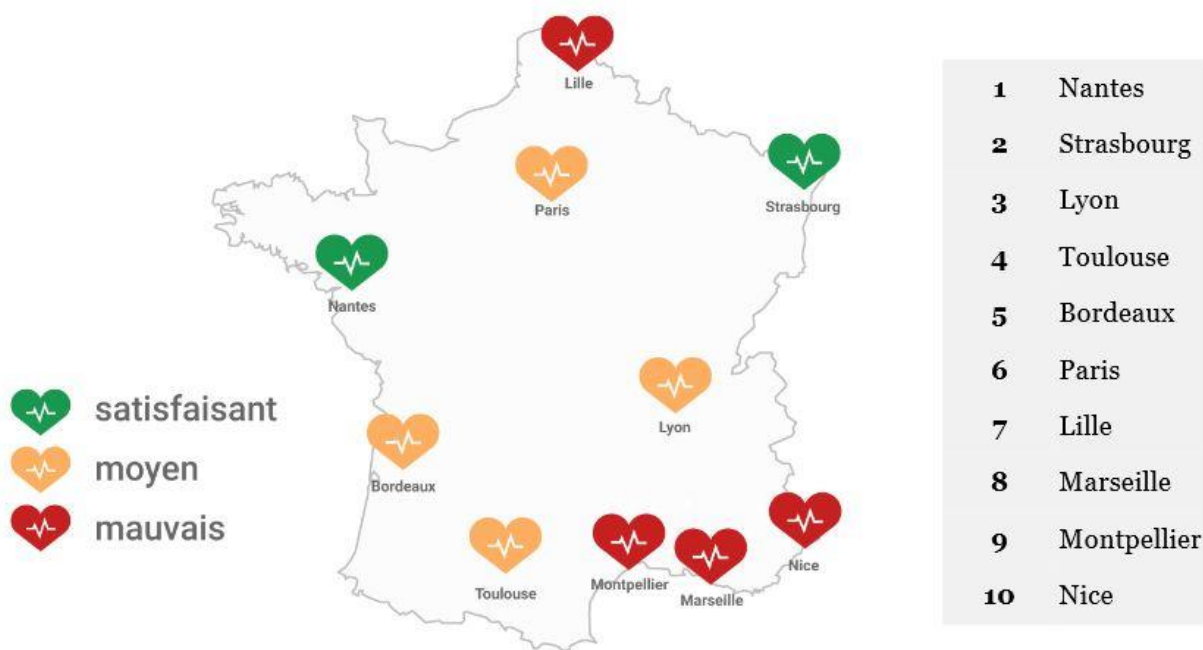 Lille
Paris
Strasbourg
Nantes
Lyon
Bordeaux
Toulouse
Montpellier
Marseille
Nice
satisfaisant
moyen
mauvais
1 Nantes
2 Strasbourg
3 Lyon
4 Toulouse
5 Bordeaux
6 Paris
7 Lille
8 Marseille
9 Montpellier
10 Nice